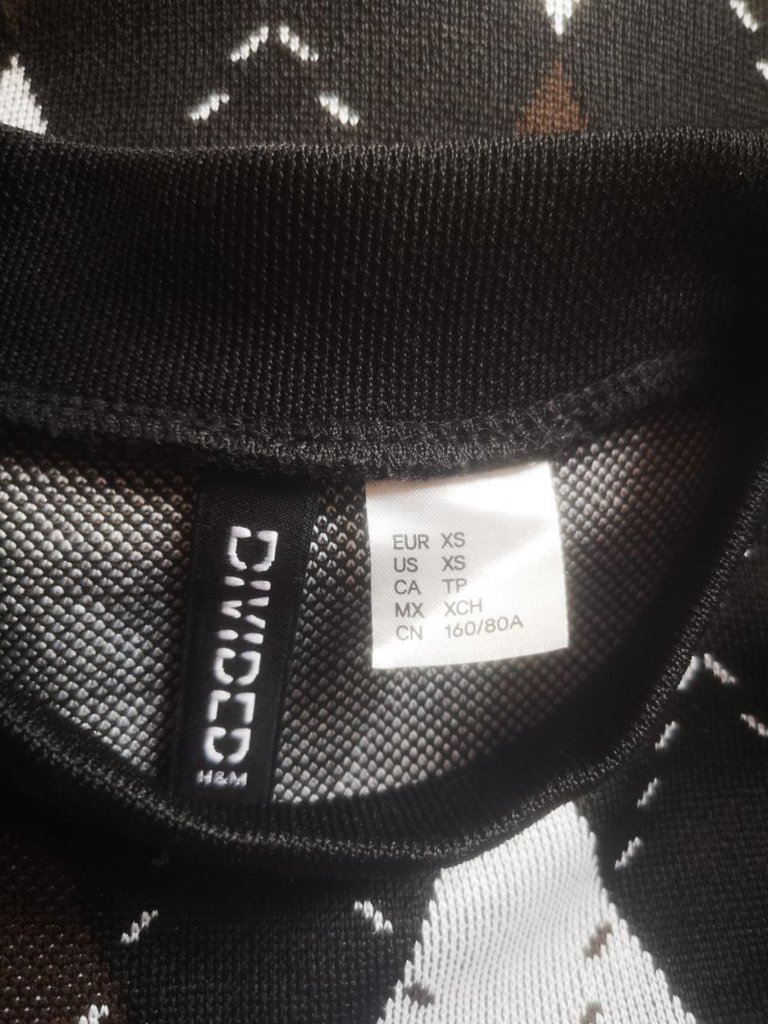 DIVIDED
H&M
EUR XS
US XS
CA TP
MX XCH
CN 160/80A